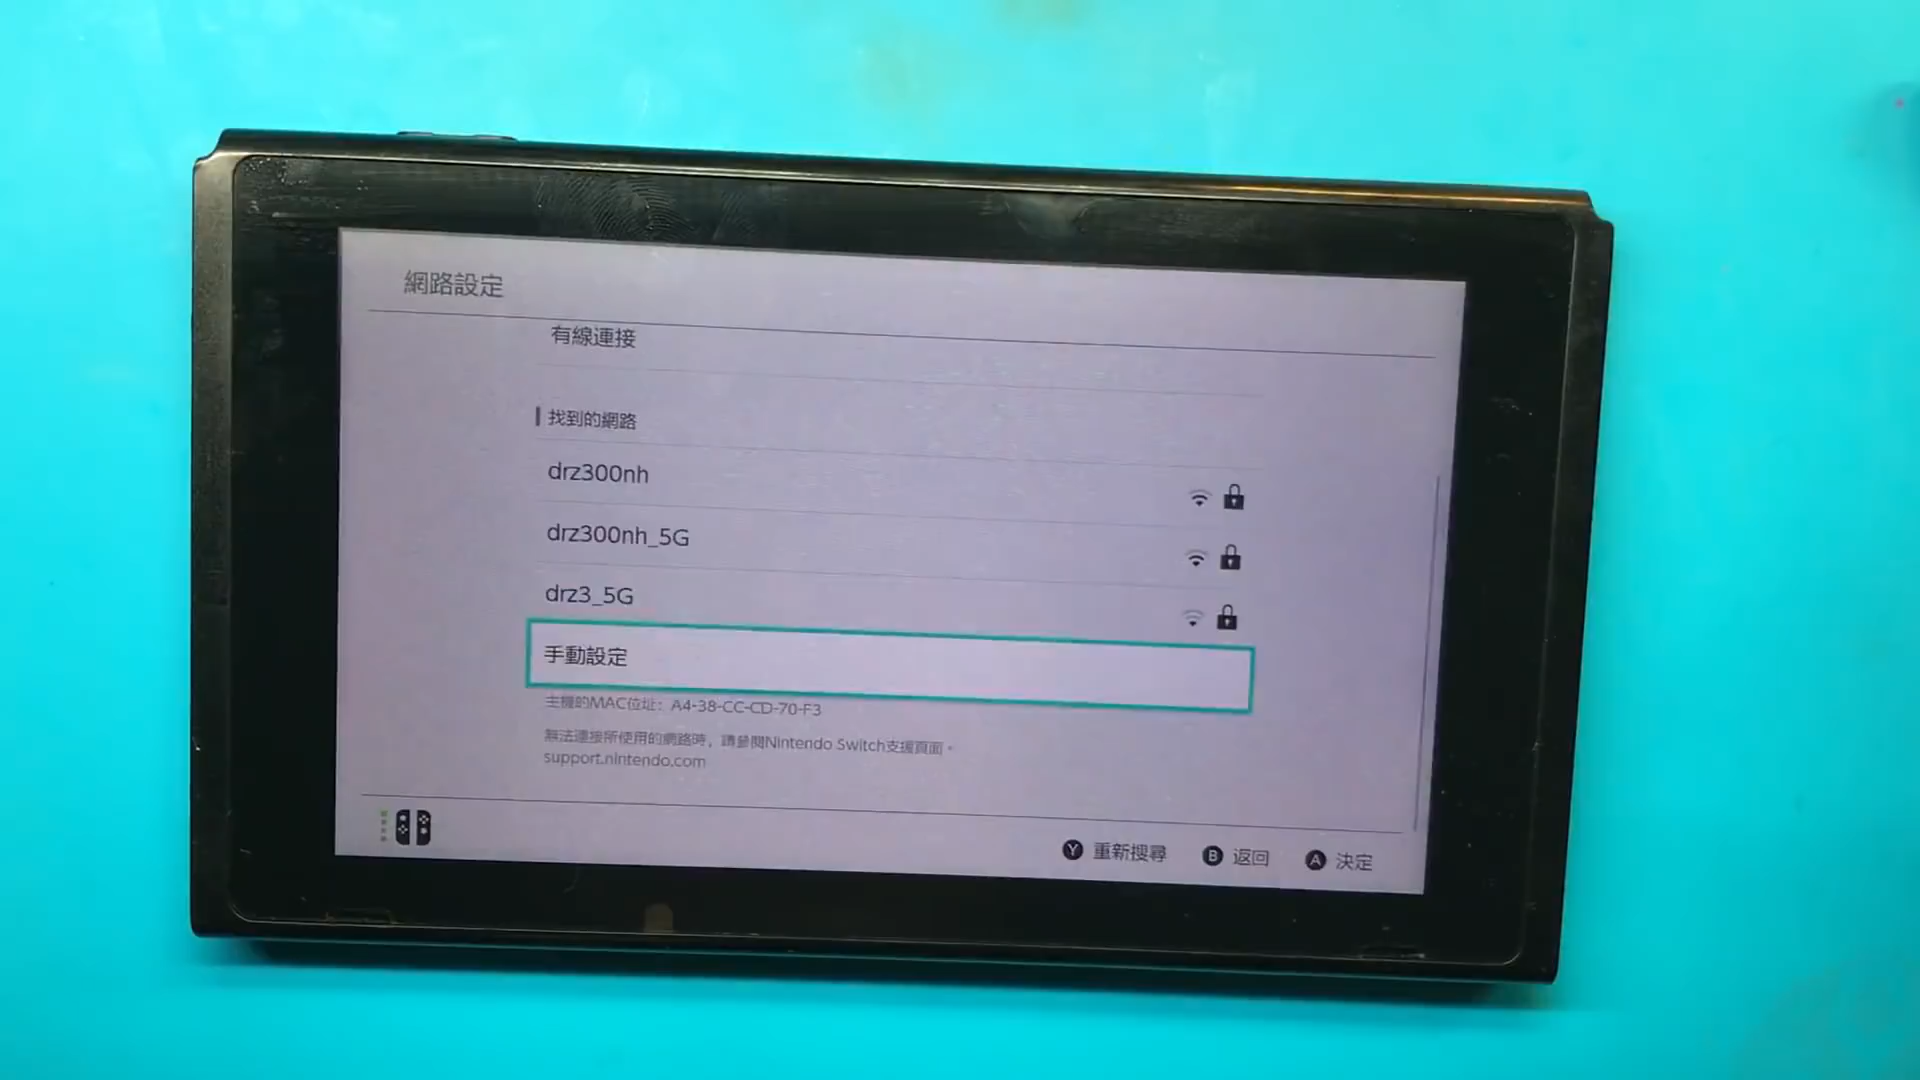 網路設定
有線連接
找到的網路
drz300nh
drz300nh_5G
drz3_5G
手動設定
主機的MAC位址：A4-38-CC-CD-70-F3
無法連接所使用的網路時，請參閱Nintendo Switch支援頁面。
support.nintendo.com
Y 重新搜尋 B 返回 A 決定